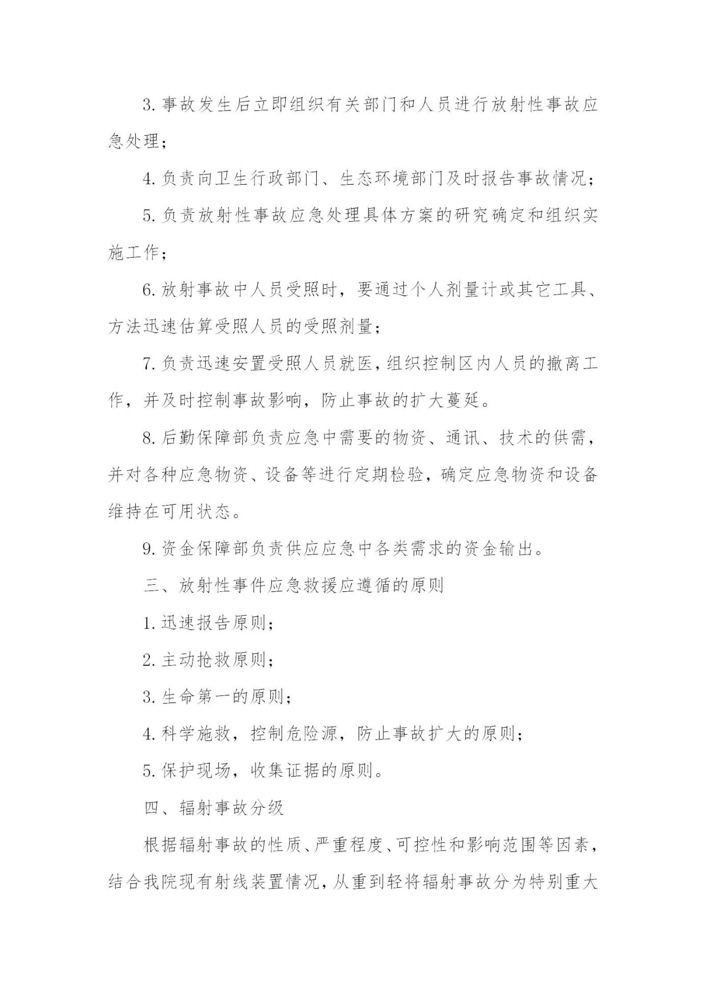 3.事故发生后立即组织有关部门和人员进行放射性事故应
急处理；
4.负责向卫生行政部门、生态环境部门及时报告事故情况；
5.负责放射性事故应急处理具体方案的研究确定和组织实
施工作；
6.放射事故中人员受照时，要通过个人剂量计或其它工具、
方法迅速估算受照人员的受照剂量；
7.负责迅速安置受照人员就医，组织控制区内人员的撤离工
作，并及时控制事故影响，防止事故的扩大蔓延。
8.后勤保障部负责应急中需要的物资、通讯、技术的供需，
并对各种应急物资、设备等进行定期检验，确定应急物资和设备
维持在可用状态。
9.资金保障部负责供应应急中各类需求的资金输出。
三、放射性事件应急救援应遵循的原则
1.迅速报告原则；
2.主动抢救原则；
3.生命第一的原则；
4.科学施救，控制危险源，防止事故扩大的原则；
5.保护现场，收集证据的原则。
四、辐射事故分级
根据辐射事故的性质、严重程度、可控性和影响范围等因素，
结合我院现有射线装置情况，从重到轻将辐射事故分为特别重大